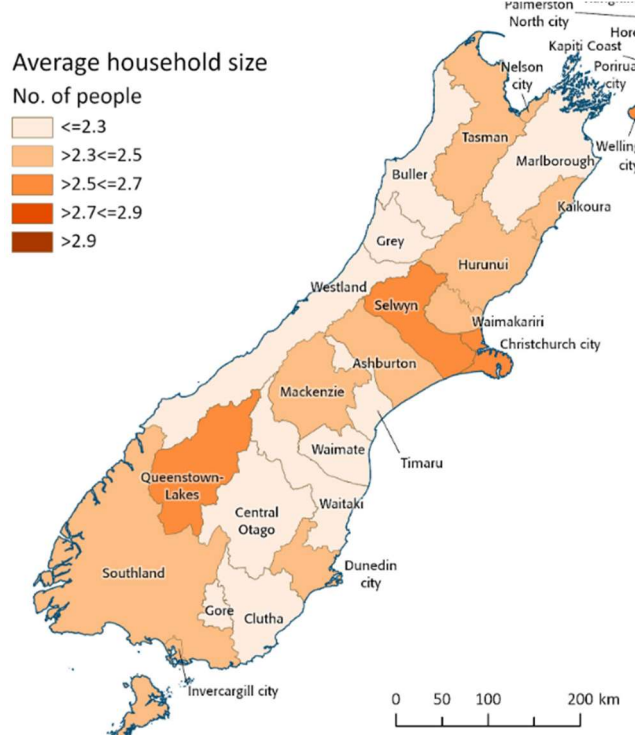 Palmerston
North city
Kapiti Coast
Porirua
city
Nelson
city
Average household size
No. of people
<=2.3
>2.3<=2.5
>2.5<=2.7
>2.7<=2.9
>2.9
Tasman
Marlborough
Buller
Kaikoura
Grey
Hurunui
Westland
Selwyn
Waimakariri
Christchurch city
Ashburton
Mackenzie
Timaru
Waimate
Queenstown-
Lakes
Waitaki
Central
Otago
Southland
Dunedin
city
Gore
Clutha
Invercargill city
0 50 100 200 km